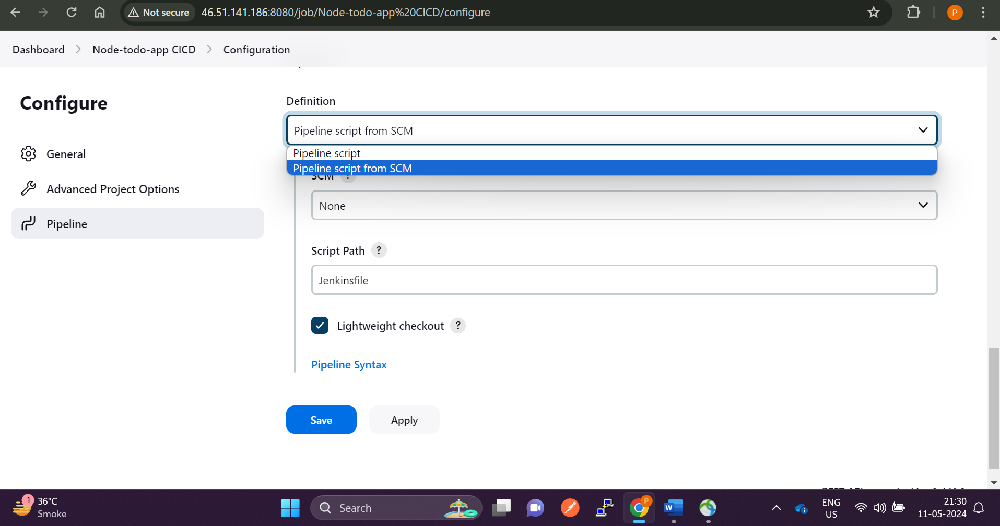 Not secure
46.51.141.186:8080/job/Node-todo-app%20CICD/configure
P
Dashboard
Node-todo-app CICD
Configuration
Configure
General
Advanced Project Options
Pipeline
Definition
Pipeline script from SCM
Pipeline script
Pipeline script from SCM
SCM ?
None
Script Path ?
Jenkinsfile
Lightweight checkout ?
Pipeline Syntax
Save
Apply
1
36°C
Smoke
Search
P
W
ENG
US
21:30
11-05-2024